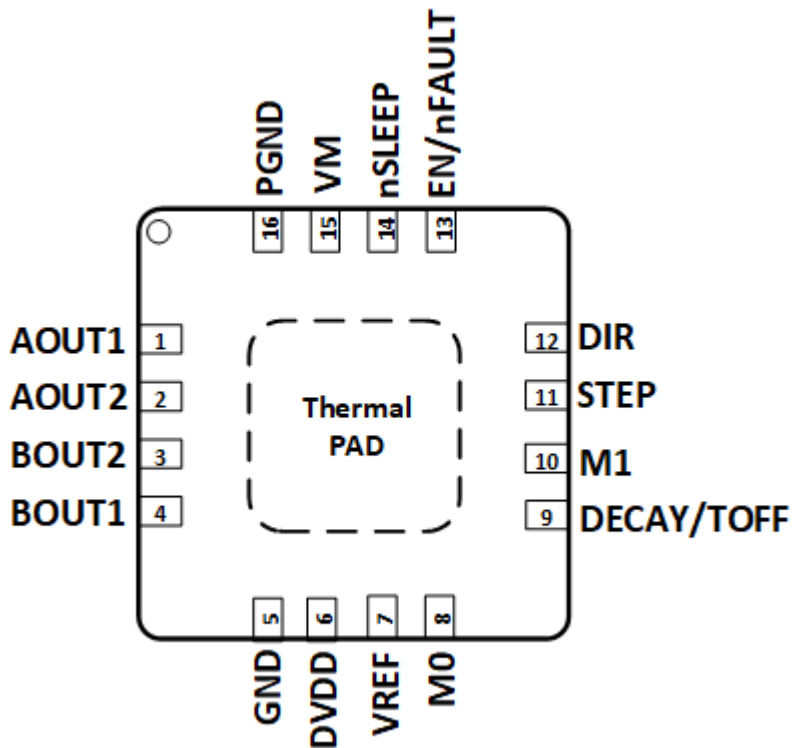 PGND
VM
nSLEEP
EN/nFAULT
16
15
14
13
AOUT1 1
AOUT2 2
BOUT2 3
BOUT1 4
Thermal
PAD
12 DIR
11 STEP
10 M1
9 DECAY/TOFF
5
6
7
8
GND
DVDD
VREF
M0